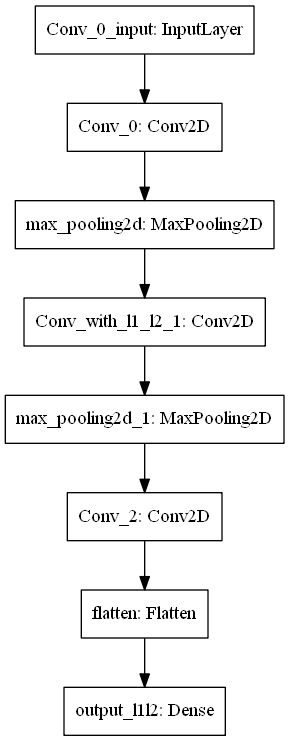 Conv_0_input: InputLayer
Conv_0: Conv2D
max_pooling2d: MaxPooling2D
Conv_with_l1_l2_1: Conv2D
max_pooling2d_1: MaxPooling2D
Conv_2: Conv2D
flatten: Flatten
output_l1l2: Dense